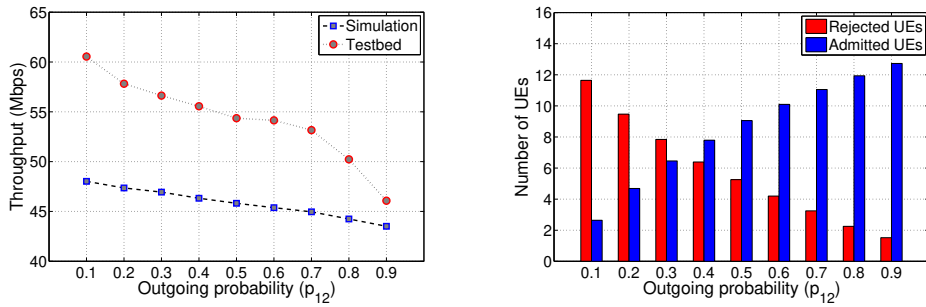 65
60
55
50
45
40
Throughput (Mbps)
Simulation
Testbed
0.1 0.2 0.3 0.4 0.5 0.6 0.7 0.8 0.9
Outgoing probability (p12)
16
14
12
10
8
6
4
2
0
Number of UEs
Rejected UEs
Admitted UEs
0.1 0.2 0.3 0.4 0.5 0.6 0.7 0.8 0.9
Outgoing probability (p12)